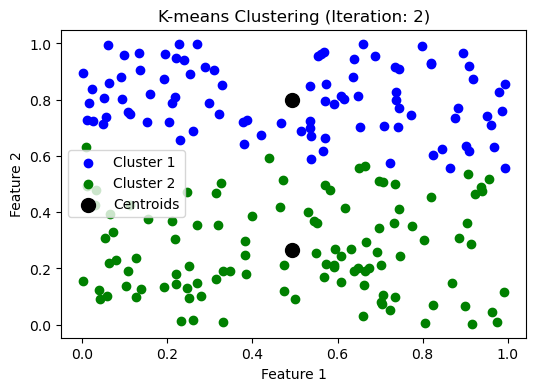 K-means Clustering (Iteration: 2)
1.0
0.8
0.6
0.4
0.2
0.0
Feature 2
Cluster 1
Cluster 2
Centroids
0.0 0.2 0.4 0.6 0.8 1.0
Feature 1